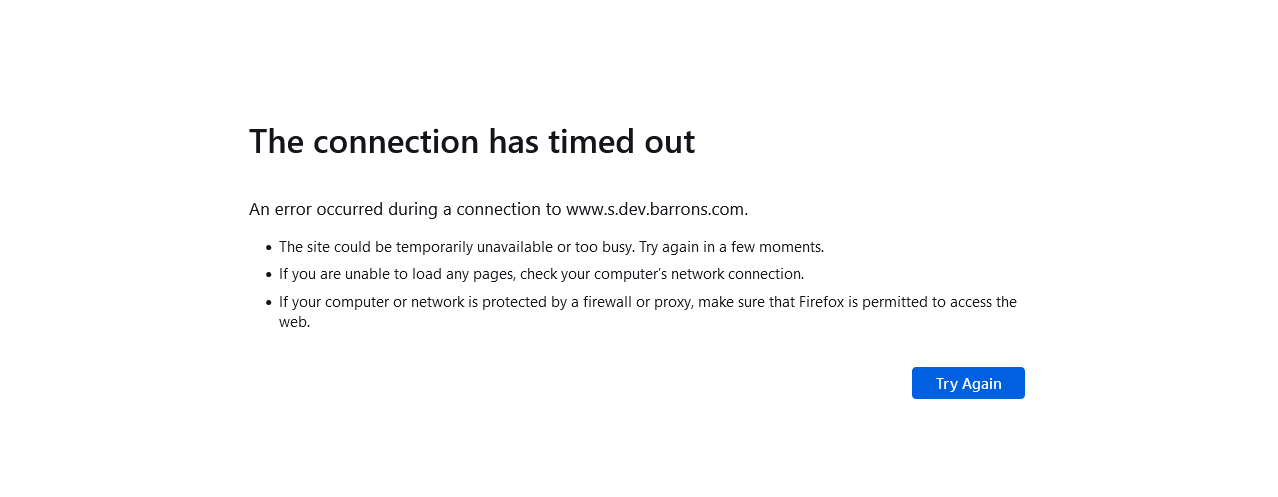 The connection has timed out
An error occurred during a connection to www.s.dev.barrons.com.
• The site could be temporarily unavailable or too busy. Try again in a few moments.
• If you are unable to load any pages, check your computer’s network connection.
• If your computer or network is protected by a firewall or proxy, make sure that Firefox is permitted to access the
web.
Try Again